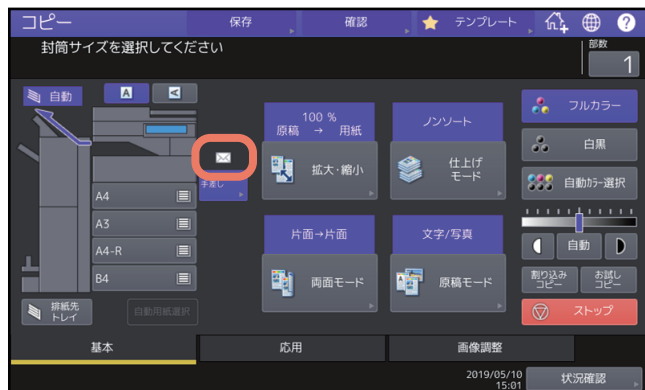 コピー
保存
確認
テンプレート
?
封筒サイズを選択してください
部数
1
自動
A
A
100 %
原稿 → 用紙
ノンソート
フルカラー
白黒
手差し
拡大・縮小
仕上げ
モード
自動ｶﾗｰ選択
A4
A3
A4-R
B4
片面→片面
文字/写真
自動
両面モード
原稿モード
割り込み
コピー
お試し
コピー
排紙先
トレイ
自動用紙選択
ストップ
基本
応用
画像調整
2019/05/10
15:01
状況確認